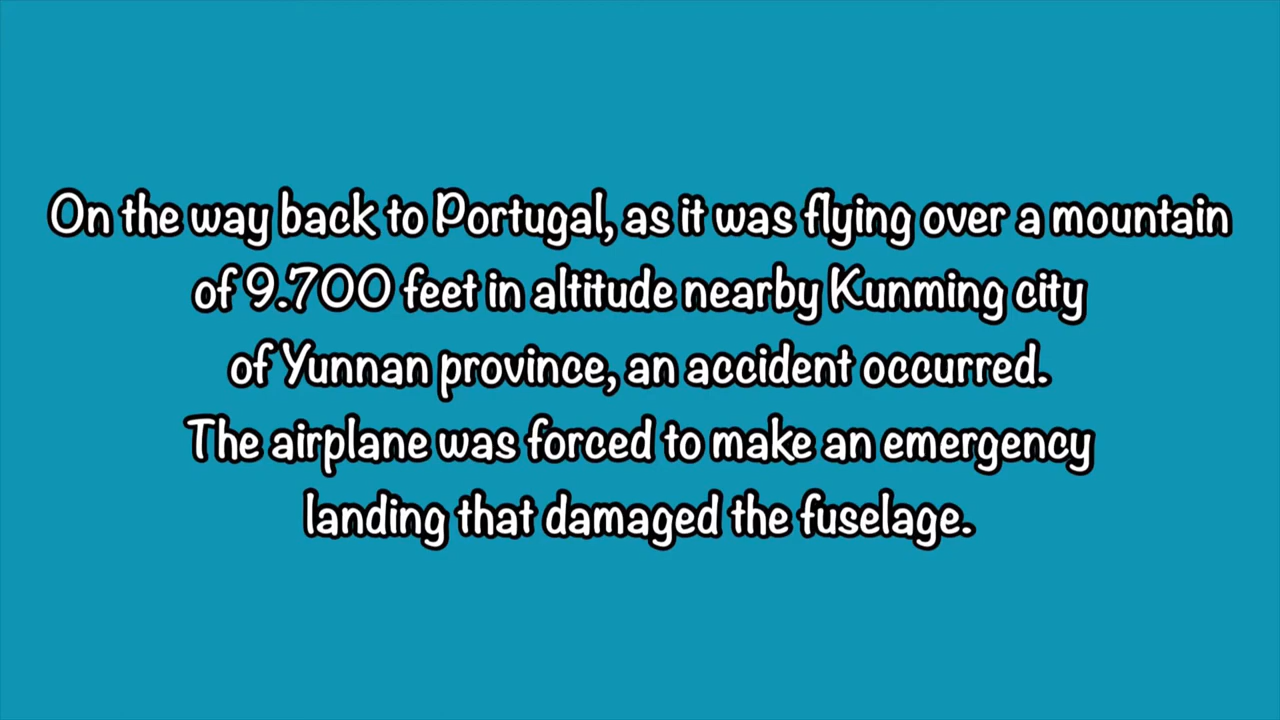 On the way back to Portugal, as it was flying over a mountain
of 9.700 feet in altitude nearby Kunming city
of Yunnan province, an accident occurred.
The airplane was forced to make an emergency
landing that damaged the fuselage.